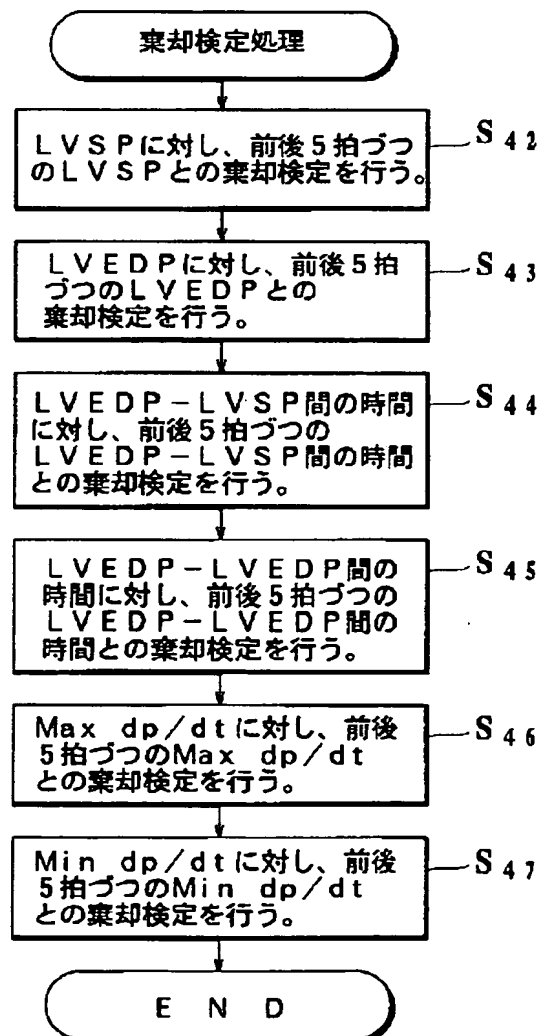 棄却検定処理
LVSPに対し、前後5拍づつ
のLVSPとの棄却検定を行う。
S42
LVEDPに対し、前後5拍
づつのLVEDPとの
棄却検定を行う。
S43
LVEDP-LVSP間の時間
に対し、前後5拍づつの
LVEDP-LVSP間の時間
との棄却検定を行う。
S44
LVEDP-LVEDP間の
時間に対し、前後5拍づつの
LVEDP-LVEDP間の
時間との棄却検定を行う。
S45
Max dp/dtに対し、前後
5拍づつのMax dp/dt
との棄却検定を行う。
S46
Min dp/dtに対し、前後
5拍づつのMin dp/dt
との棄却検定を行う。
S47
END